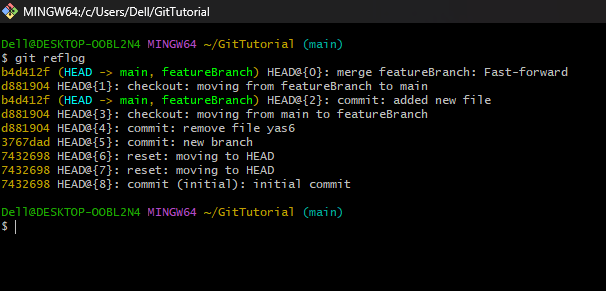 MINGW64:/c/Users/Dell/GitTutorial
Dell@DESKTOP-OOBL2N4 MINGW64 ~/GitTutorial (main)
$ git reflog
b4d412f (HEAD -> main, featureBranch) HEAD@{0}: merge featureBranch: Fast-forward
d881904 HEAD@{1}: checkout: moving from featureBranch to main
b4d412f (HEAD -> main, featureBranch) HEAD@{2}: commit: added new file
d881904 HEAD@{3}: checkout: moving from main to featureBranch
d881904 HEAD@{4}: commit: remove file yas6
3767dad HEAD@{5}: commit: new branch
7432698 HEAD@{6}: reset: moving to HEAD
7432698 HEAD@{7}: reset: moving to HEAD
7432698 HEAD@{8}: commit (initial): initial commit
Dell@DESKTOP-OOBL2N4 MINGW64 ~/GitTutorial (main)
$